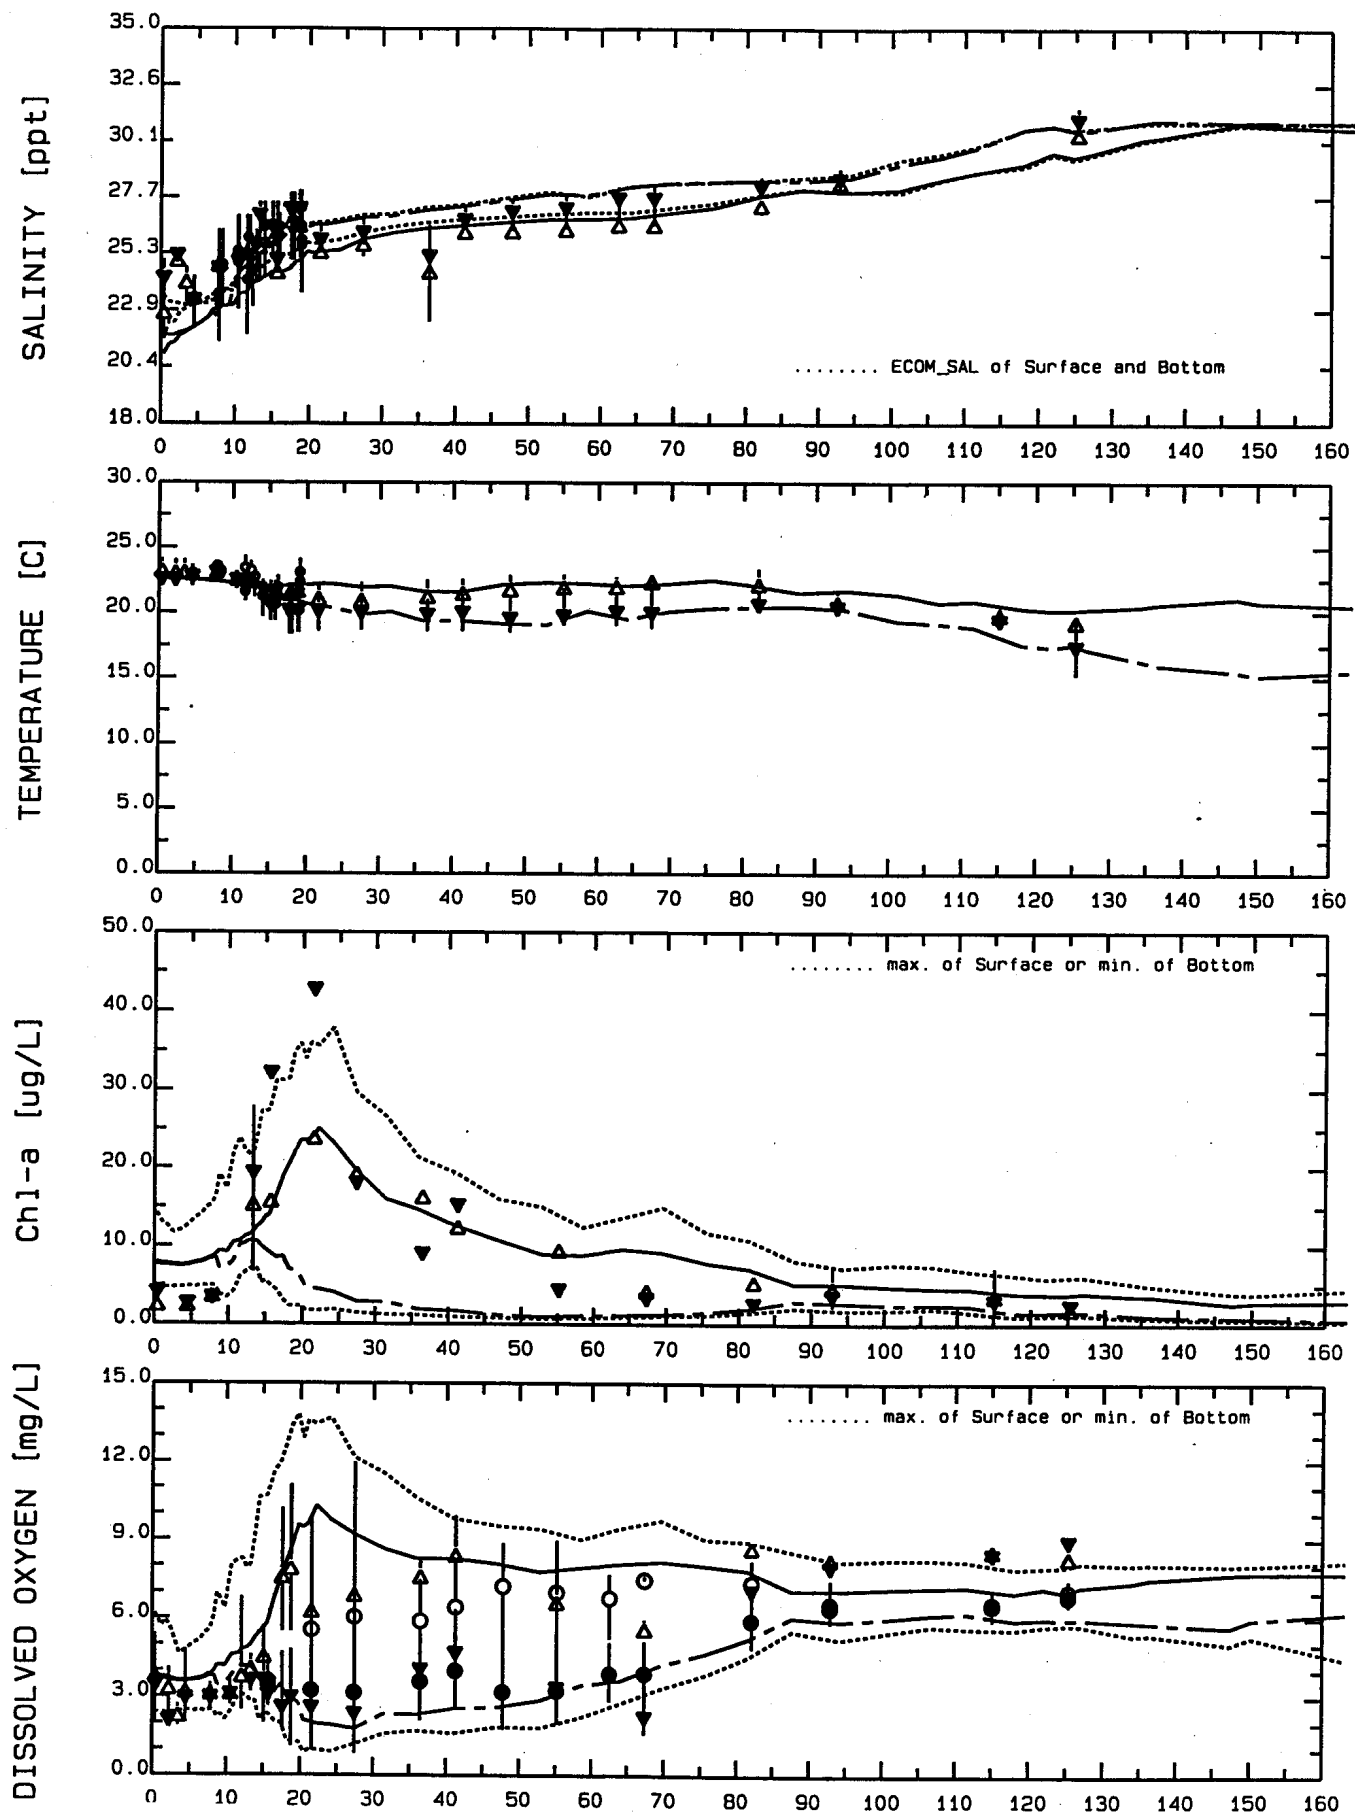 SALINITY [ppt]
35.0
32.6
30.1
27.7
25.3
22.9
20.4
18.0
........ ECOM_SAL of Surface and Bottom
0 10 20 30 40 50 60 70 80 90 100 110 120 130 140 150 160
TEMPERATURE [C]
30.0
25.0
20.0
15.0
10.0
5.0
0.0
0 10 20 30 40 50 60 70 80 90 100 110 120 130 140 150 160
Chl-a [ug/L]
50.0
40.0
30.0
20.0
10.0
0.0
........ max. of Surface or min. of Bottom
0 10 20 30 40 50 60 70 80 90 100 110 120 130 140 150 160
DISSOLVED OXYGEN [mg/L]
15.0
12.0
9.0
6.0
3.0
0.0
........ max. of Surface or min. of Bottom
0 10 20 30 40 50 60 70 80 90 100 110 120 130 140 150 160